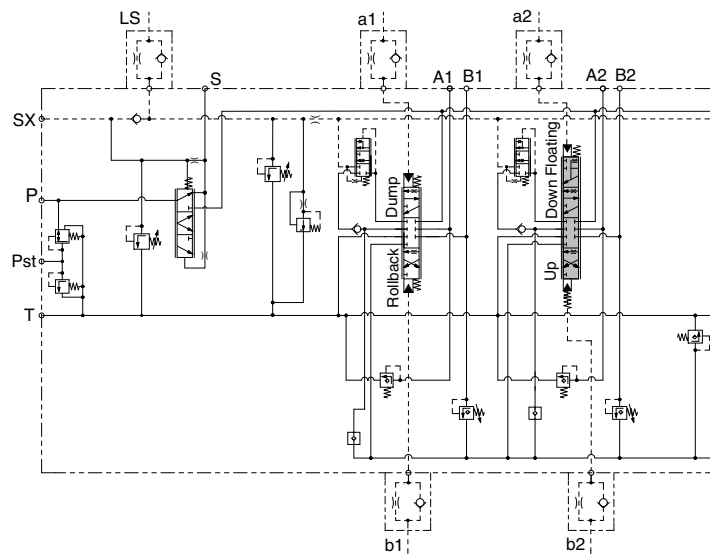 LS
a1
a2
S
A1
B1
A2
B2
SX
P
Pst
T
Dump
Rollback
Down Floating
Up
b1
b2